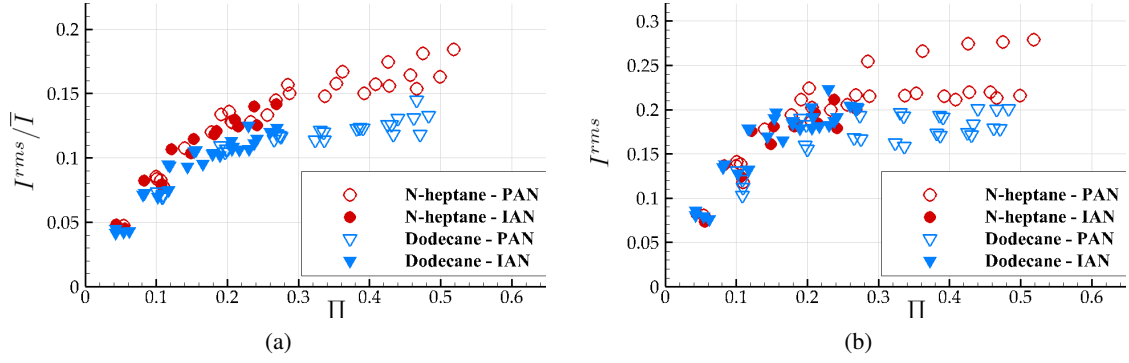 I^{rms}/\overline{I}
0.2
0.15
0.1
0.05
0
0
0.1
0.2
0.3
0.4
0.5
0.6
Π
N-heptane - PAN
N-heptane - IAN
Dodecane - PAN
Dodecane - IAN
(a)
I^{rms}
0.3
0.25
0.2
0.15
0.1
0.05
0
0.1
0.2
0.3
0.4
0.5
0.6
Π
N-heptane - PAN
N-heptane - IAN
Dodecane - PAN
Dodecane - IAN
(b)